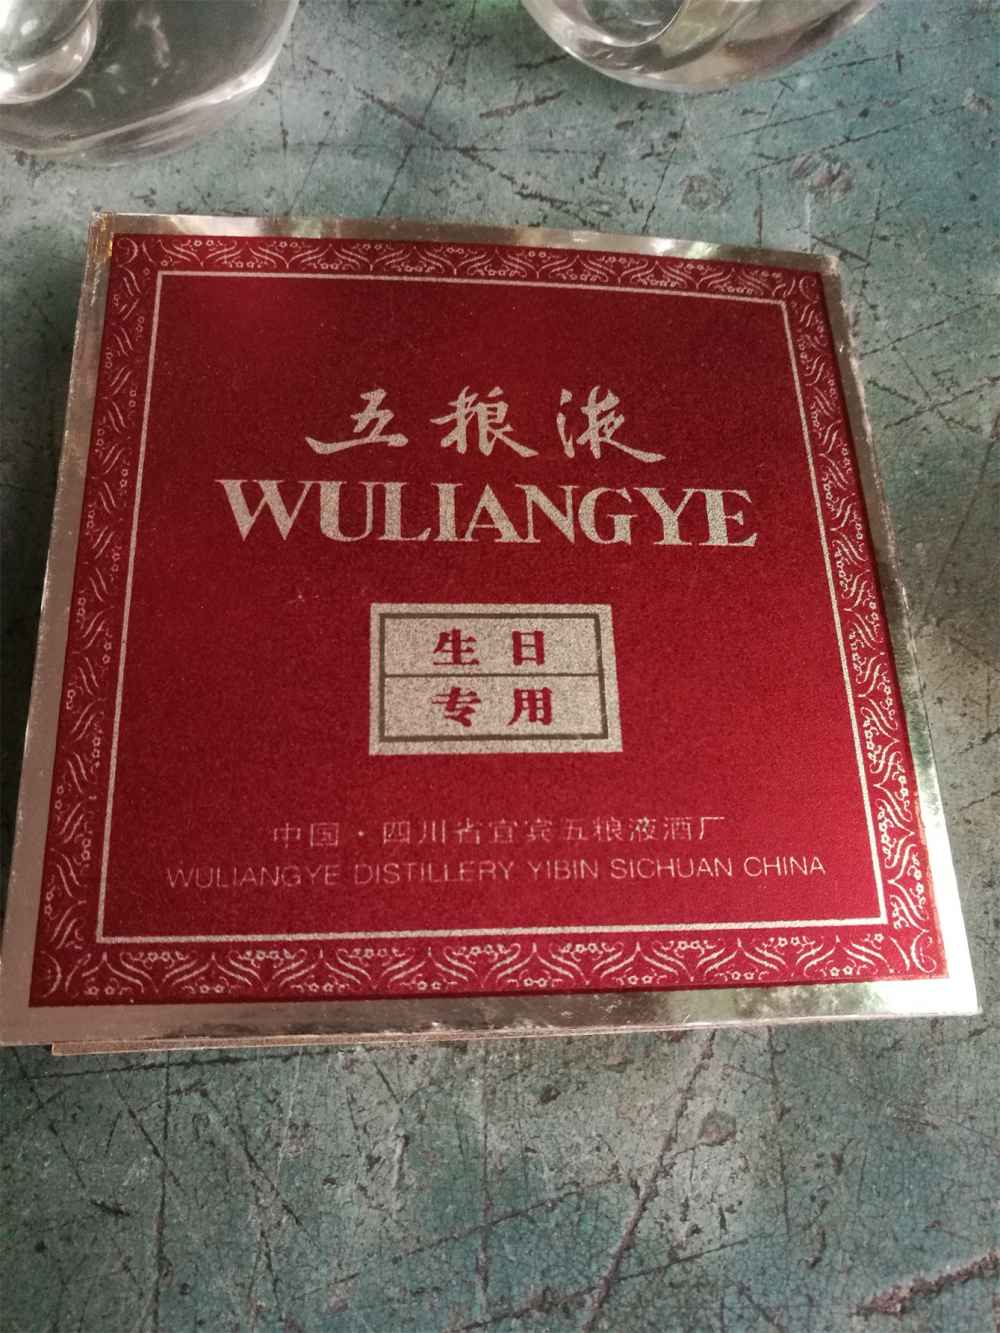 五粮液
WULIANGYE
生日
专用
中国·四川省宜宾五粮液酒厂
WULIANGYE DISTILLERY YIBIN SICHUAN CHINA